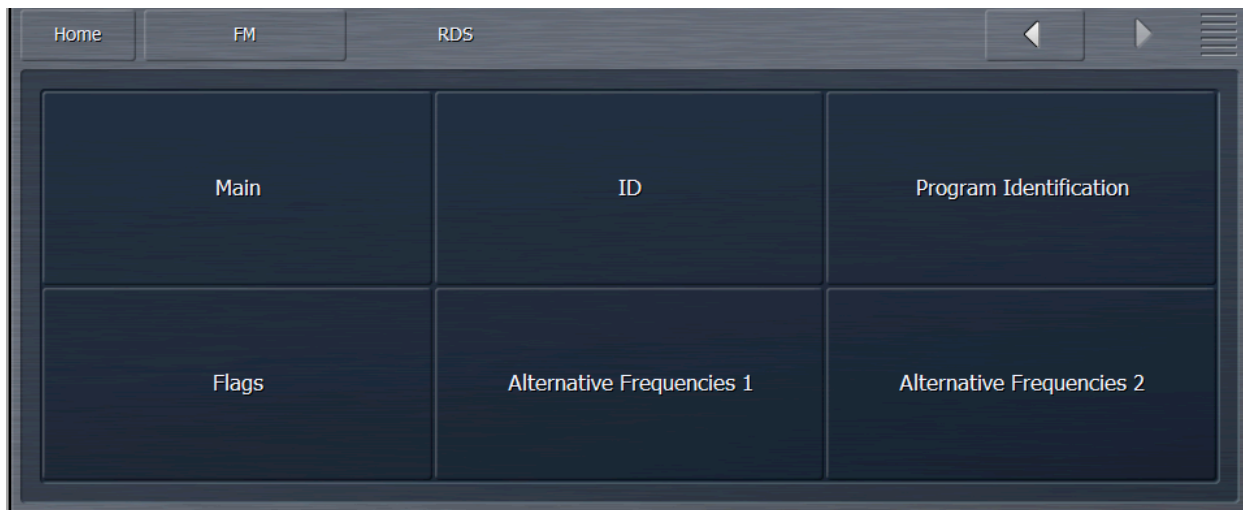 Home FM RDS
Main ID Program Identification
Flags Alternative Frequencies 1 Alternative Frequencies 2